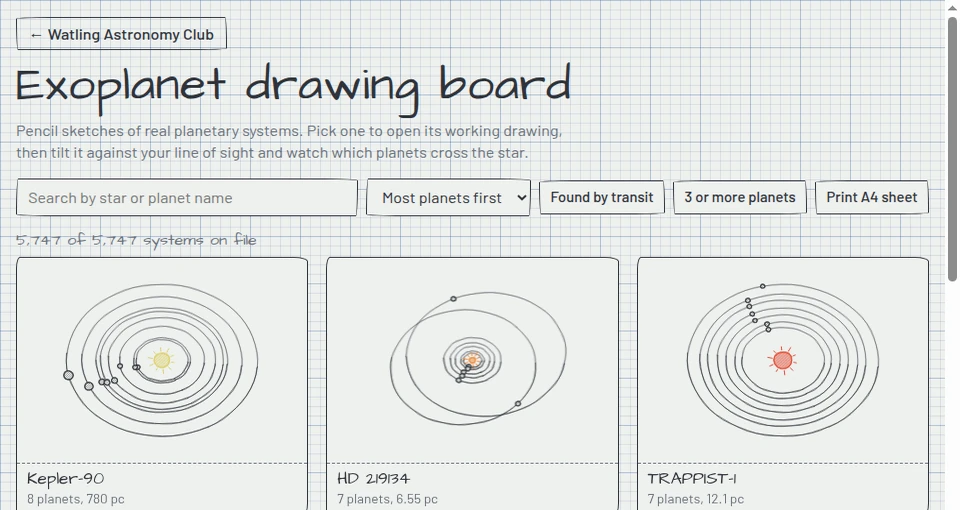 ← Watling Astronomy Club
Exoplanet drawing board
Pencil sketches of real planetary systems. Pick one to open its working drawing,
then tilt it against your line of sight and watch which planets cross the star.
Search by star or planet name
Most planets first
Found by transit
3 or more planets
Print A4 sheet
5,747 of 5,747 systems on file
Kepler-90
8 planets, 780 pc
HD 219134
7 planets, 6.55 pc
TRAPPIST-1
7 planets, 12.1 pc